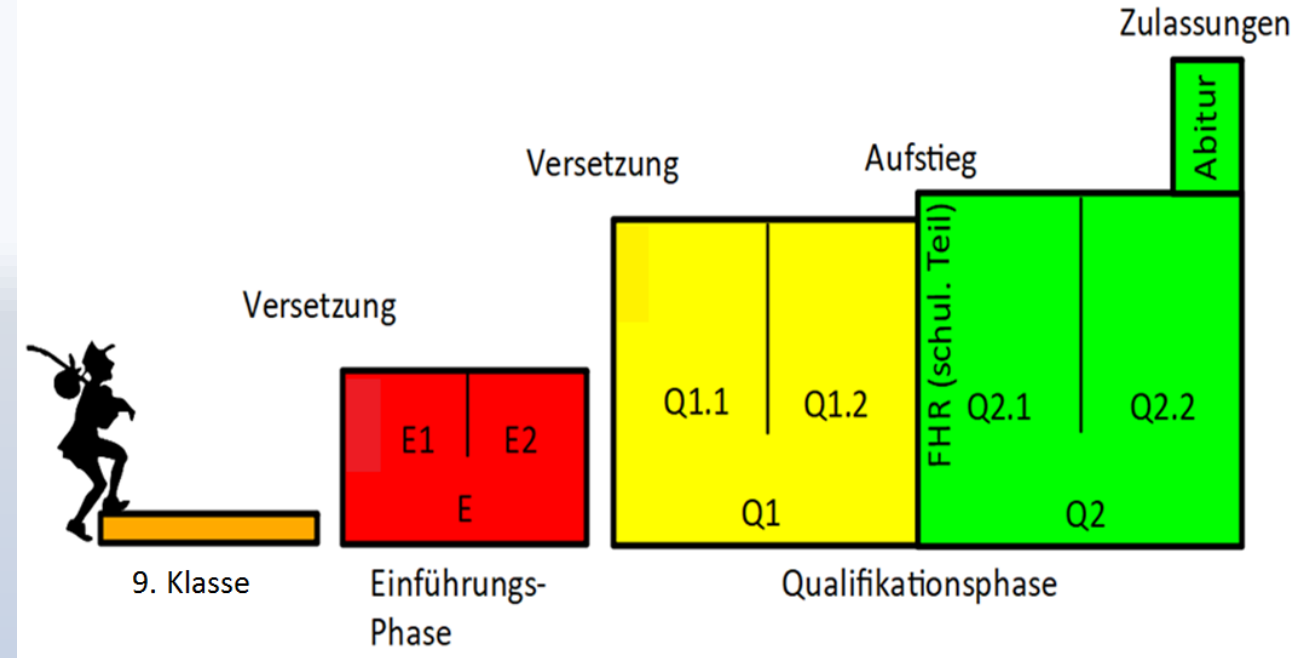 Zulassungen
Abitur
Versetzung
Aufstieg
Versetzung
FHR (schul. Teil)
E1
E2
E
Q1.1
Q1.2
Q1
Q2.1
Q2.2
Q2
9. Klasse
Einführungs-
Phase
Qualifikationsphase